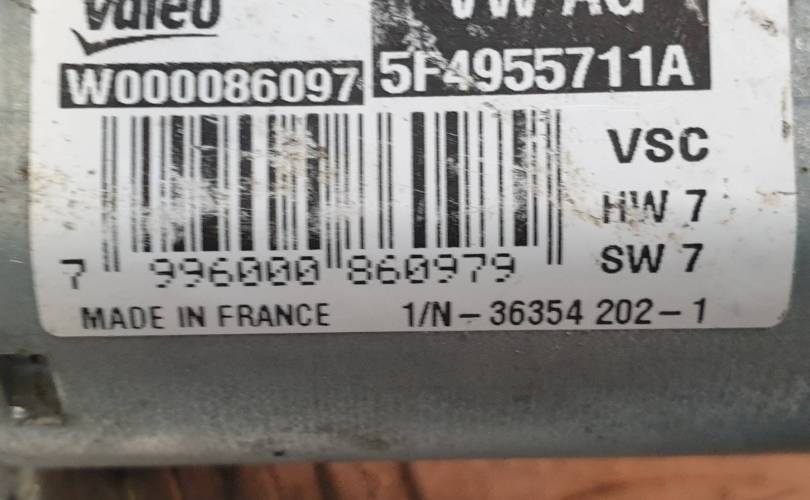 Valeo
VW AG
W000086097
5F4955711A
VSC
HW 7
SW 7
7 996000 860979
MADE IN FRANCE
1/N - 36354 202-1